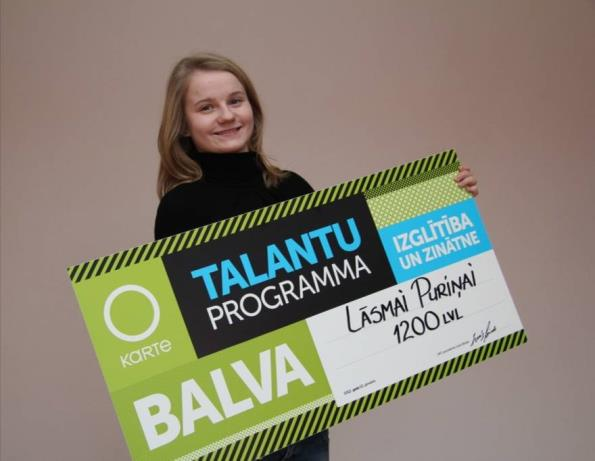 TALANTU
PROGRAMMA
IZGLĪTĪBA
UN ZINĀTNE
O
KARTE
BALVA
LĀSMAI PURIŅAI
1200 LVL